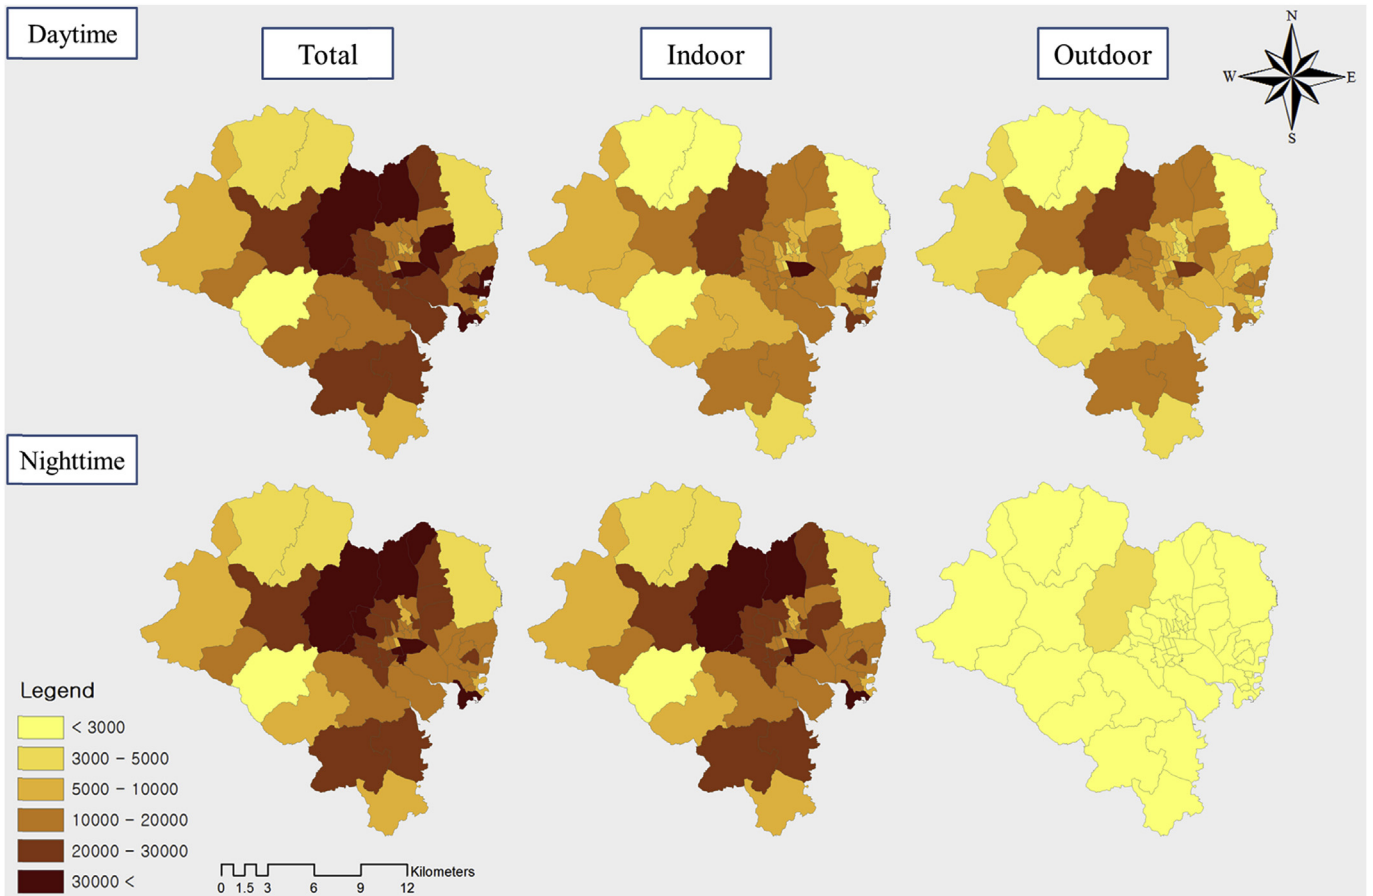 Daytime
Total
Indoor
Outdoor
N
W E
S
Nighttime
Legend
< 3000
3000 - 5000
5000 - 10000
10000 - 20000
20000 - 30000
30000 <
Kilometers
0 1.5 3 6 9 12